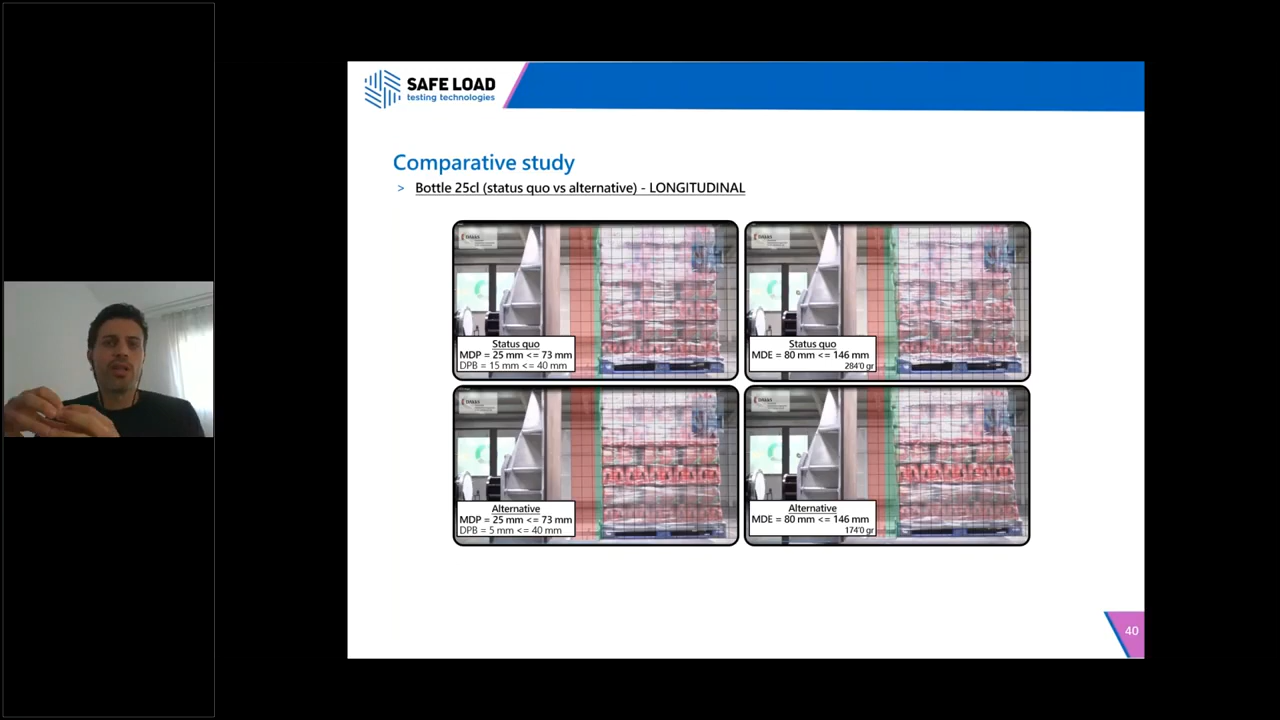 SAFE LOAD
testing technologies
Comparative study
> Bottle 25cl (status quo vs alternative) - LONGITUDINAL
Status quo
MDP = 25 mm <= 73 mm
DPB = 15 mm <= 40 mm
Status quo
MDE = 80 mm <= 146 mm
284'0 gr
Alternative
MDP = 25 mm <= 73 mm
DPB = 5 mm <= 40 mm
Alternative
MDE = 80 mm <= 146 mm
174'0 gr
40